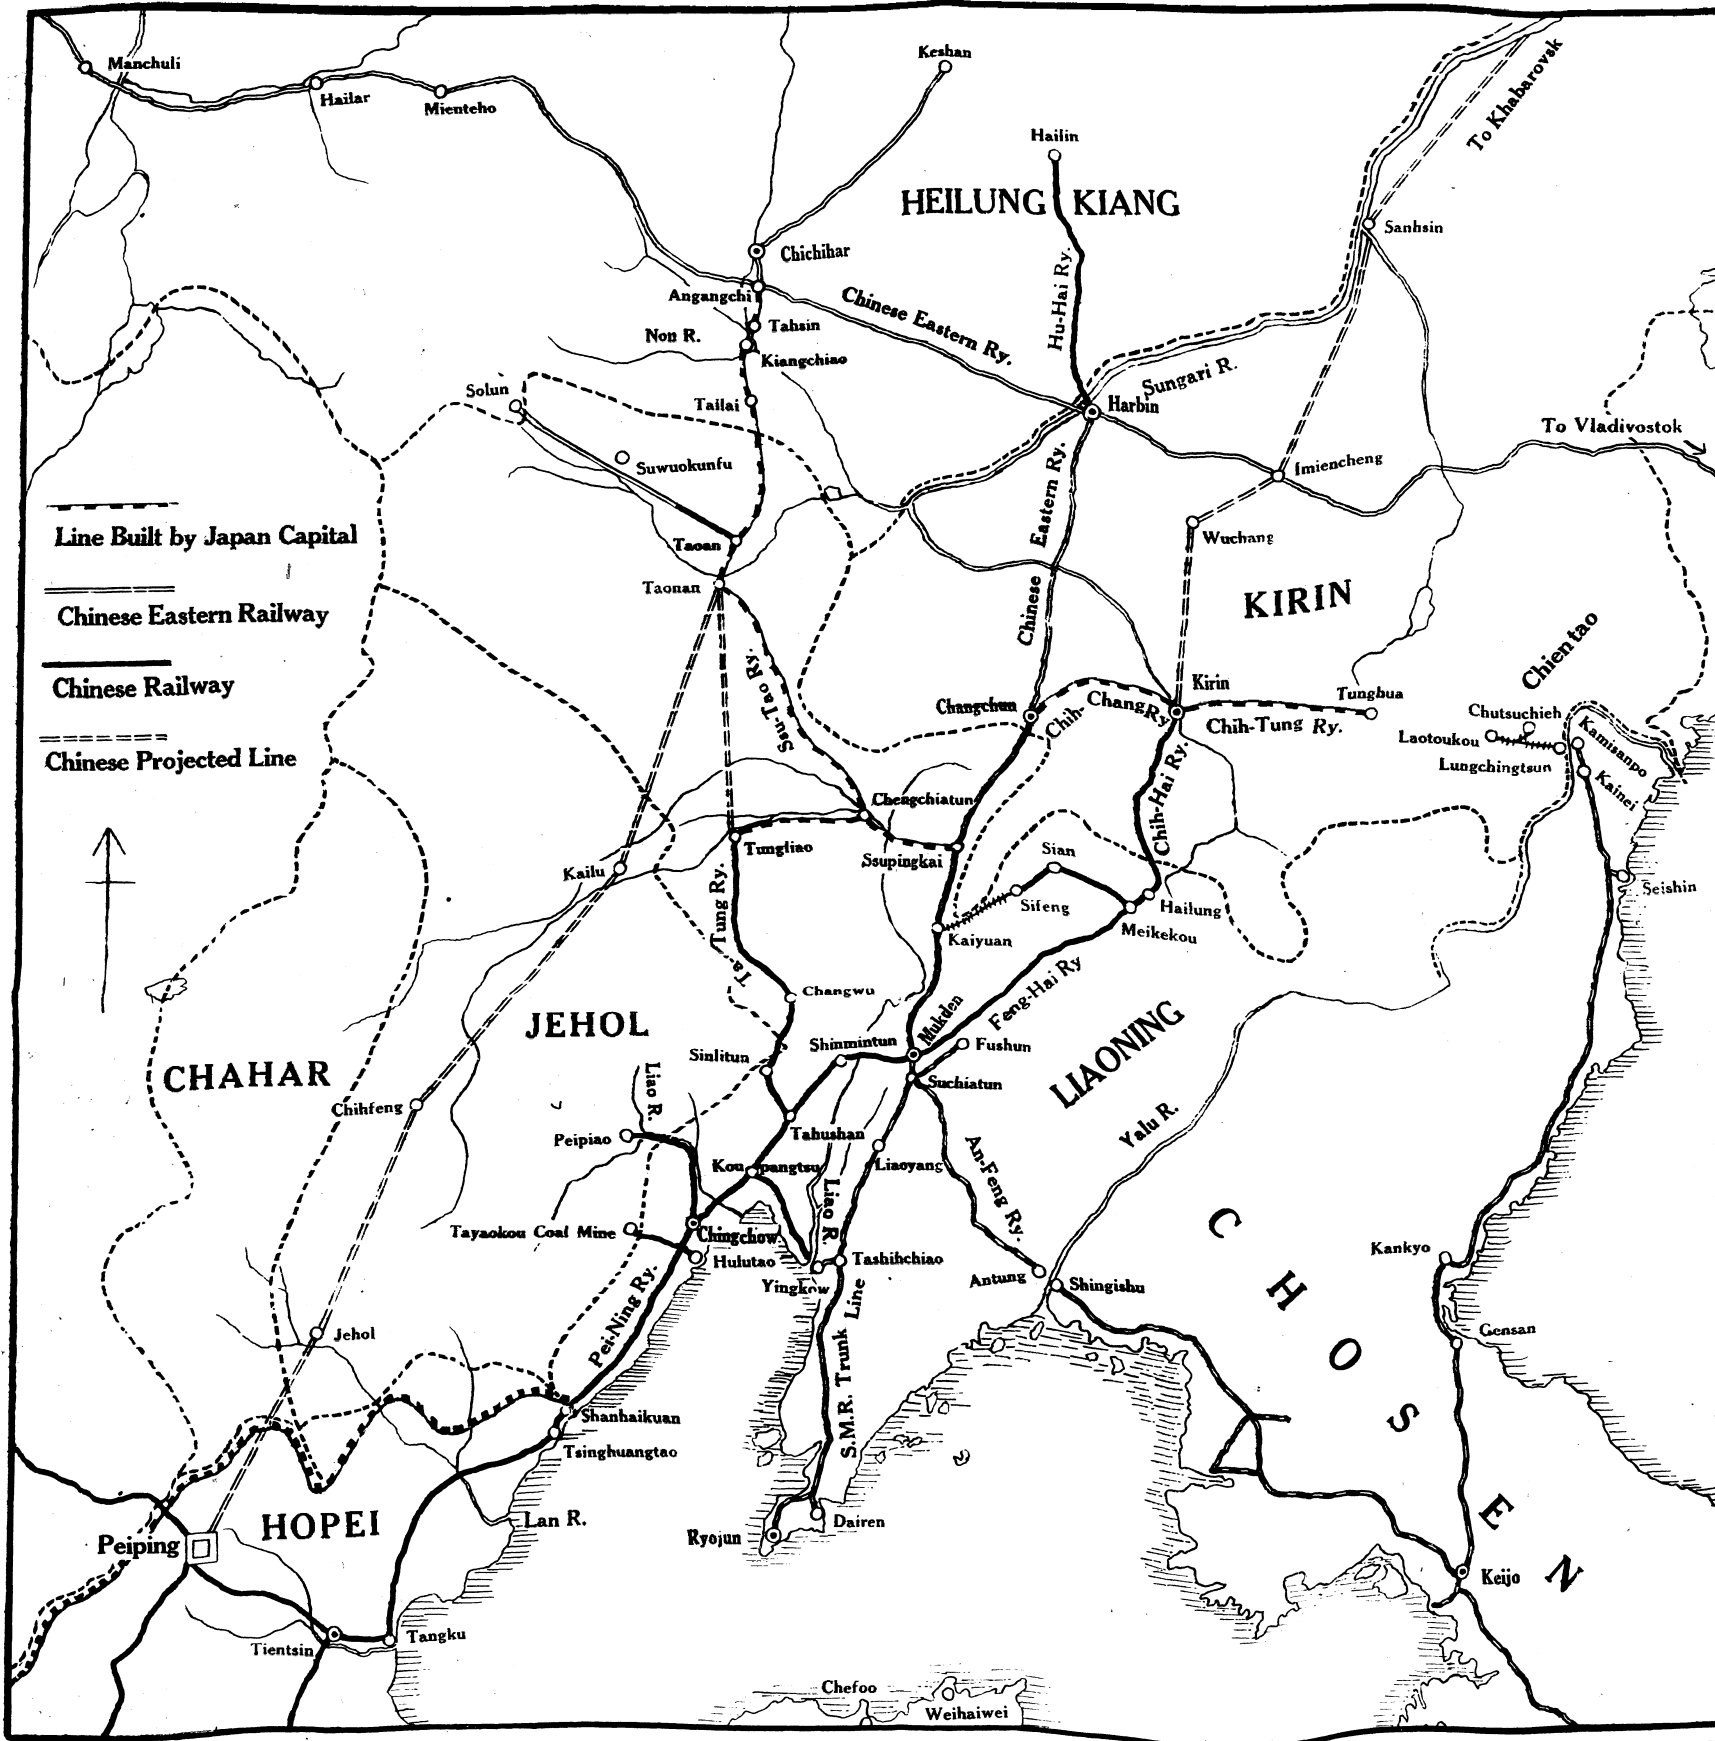 Manchuli
Hailar
Mienteho
Keshan
Hailin
To Khabarovsk
HEILUNG KIANG
Sanhsin
Chichihar
Angangchi
Chinese Eastern Ry.
Hu-Hai Ry.
Tahsin
Non R.
Kiangchiao
Sungari R.
Solun
Tailai
Harbin
To Vladivostok
Suwuokunfu
Imiencheng
Line Built by Japan Capital
Taoan
Chinese Eastern Ry.
Wuchang
Taonan
Chinese Eastern Railway
KIRIN
Chientao
Chinese Railway
Ssu-Tao Ry.
Changchun
Chih-Chang Ry
Kirin
Tunghua
Chih-Tung Ry.
Chutsuchieh
Laotoukou
Lungchingtsun
Kamisanpo
Kainei
Chinese Projected Line
Chih-Hai Ry.
Chengchiatun
Tungliao
Ssupingkai
Sian
Kailu
Ta Tung Ry.
Sifeng
Hailung
Seishin
Kaiyuan
Meikekou
Changwu
Feng-Hai Ry
JEHOL
Mukden
LIAONING
Sinlitun
Shinmintun
Fushun
CHAHAR
Liao R.
Suchiatun
Chihfeng
Peipiao
Tahushan
Yalu R.
Koupangtsu
Liaoyang
An-Feng Ry.
Liao R.
Tayaokou Coal Mine
Chingchow
Hulutao
Tashihchiao
Kankyo
Yingkow
Antung
Shingishu
CHOSEN
Pei-Ning Ry.
S.M.R. Trunk Line
Jehol
Gensan
Shanhaikuan
Tsinghuangtao
HOPEI
Lan R.
Peiping
Ryojun
Dairen
Keijo
Tientsin
Tangku
Chefoo
Weihaiwei